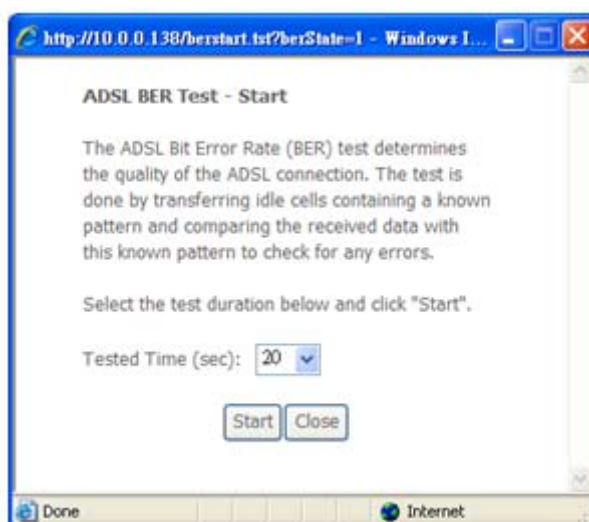 http://10.0.0.138/berstart.tst?berState=1 - Windows I...
ADSL BER Test - Start
The ADSL Bit Error Rate (BER) test determines
the quality of the ADSL connection. The test is
done by transferring idle cells containing a known
pattern and comparing the received data with
this known pattern to check for any errors.
Select the test duration below and click "Start".
Tested Time (sec): 20
Start Close
Done Internet